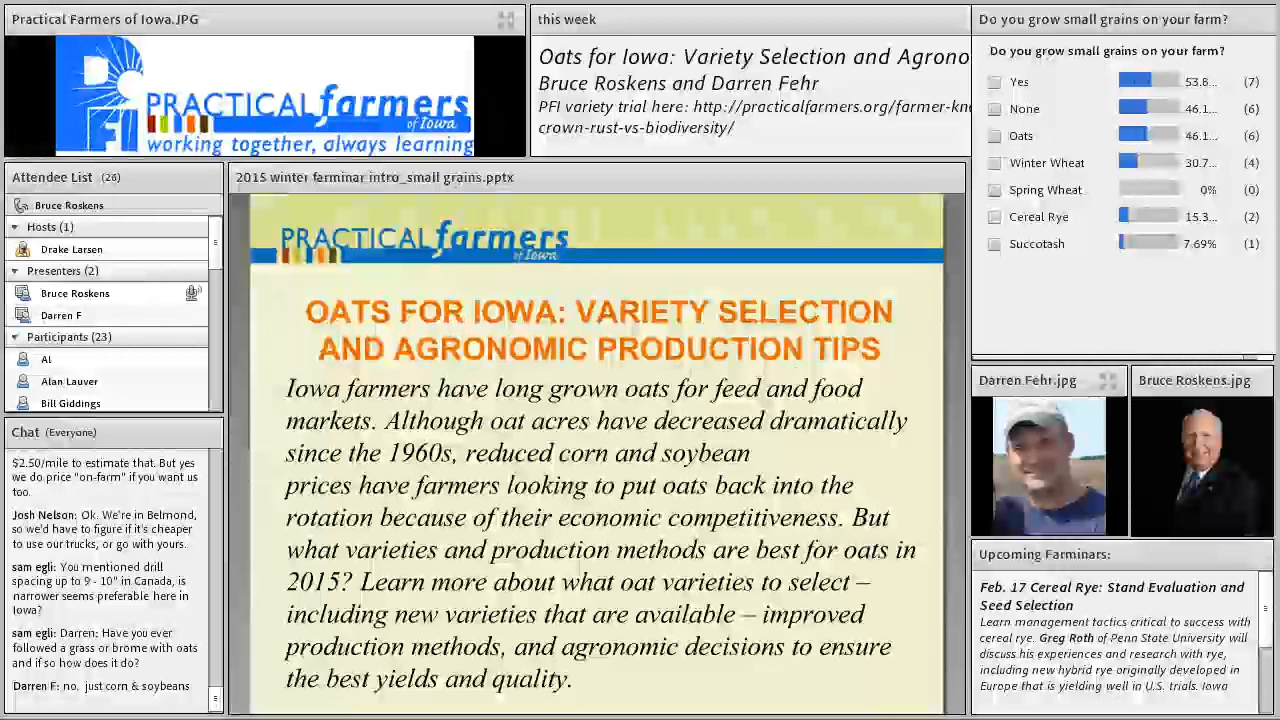 Practical Farmers of Iowa.JPG
PRACTICAL farmers
of Iowa
working together, always learning
this week
Oats for Iowa: Variety Selection and Agrono
Bruce Roskens and Darren Fehr
PFI variety trial here: http://practicalfarmers.org/farmer-kn
crown-rust-vs-biodiversity/
Do you grow small grains on your farm?
Do you grow small grains on your farm?
Yes 53.8... (7)
None 46.1... (6)
Oats 46.1... (6)
Winter Wheat 30.7... (4)
Spring Wheat 0% (0)
Cereal Rye 15.3... (2)
Succotash 7.69% (1)
Attendee List (26)
Bruce Roskens
Hosts (1)
Drake Larsen
Presenters (2)
Bruce Roskens
Darren F
Participants (23)
Al
Alan Lauver
Bill Giddings
Chat (Everyone)
$2.50/mile to estimate that. But yes
we do price "on-farm" if you want us
too.
Josh Nelson: Ok. We're in Belmond,
so we'd have to figure if it's cheaper
to use our trucks, or go with yours.
sam egli: You mentioned drill
spacing up to 9 - 10" in Canada, is
narrower seems preferable here in
Iowa?
sam egli: Darren: Have you ever
followed a grass or brome with oats
and if so how does it do?
Darren F: no. just corn & soybeans
2015 winter farminar intro_small grains.pptx
PRACTICAL farmers
of Iowa
OATS FOR IOWA: VARIETY SELECTION
AND AGRONOMIC PRODUCTION TIPS
Iowa farmers have long grown oats for feed and food
markets. Although oat acres have decreased dramatically
since the 1960s, reduced corn and soybean
prices have farmers looking to put oats back into the
rotation because of their economic competitiveness. But
what varieties and production methods are best for oats in
2015? Learn more about what oat varieties to select –
including new varieties that are available – improved
production methods, and agronomic decisions to ensure
the best yields and quality.
Darren Fehr.jpg
Bruce Roskens.jpg
Upcoming Farminars:
Feb. 17 Cereal Rye: Stand Evaluation and
Seed Selection
Learn management tactics critical to success with
cereal rye. Greg Roth of Penn State University will
discuss his experiences and research with rye,
including new hybrid rye originally developed in
Europe that is yielding well in U.S. trials. Iowa